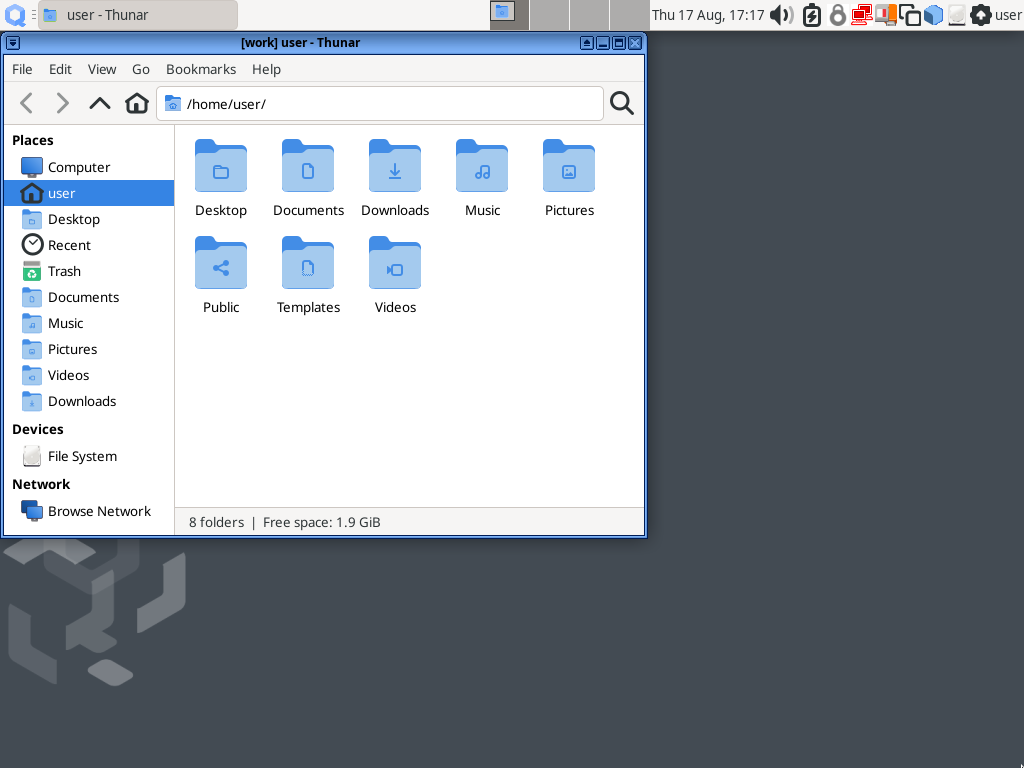 user - Thunar
Thu 17 Aug, 17:17
user
[work] user - Thunar
File Edit View Go Bookmarks Help
/home/user/
Places
Computer
user
Desktop
Recent
Trash
Documents
Music
Pictures
Videos
Downloads
Devices
File System
Network
Browse Network
Desktop Documents Downloads Music Pictures
Public Templates Videos
8 folders | Free space: 1.9 GiB